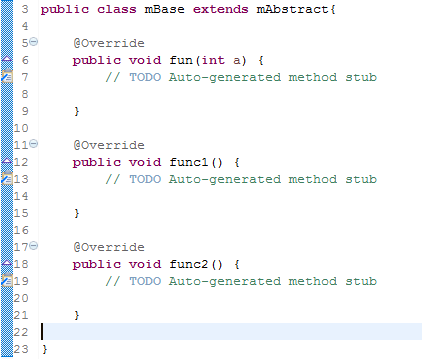 3 public class mBase extends mAbstract{
4
5 @Override
6 public void fun(int a) {
7 // TODO Auto-generated method stub
8
9 }
10
11 @Override
12 public void func1() {
13 // TODO Auto-generated method stub
14
15 }
16
17 @Override
18 public void func2() {
19 // TODO Auto-generated method stub
20
21 }
22
23 }